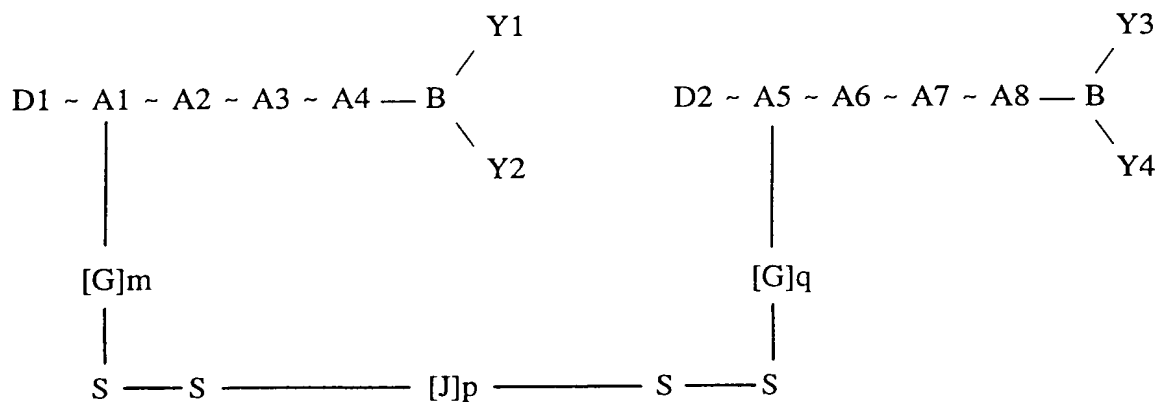 Y1 Y3
D1 ~ A1 ~ A2 ~ A3 ~ A4 — B D2 ~ A5 ~ A6 ~ A7 ~ A8 — B
Y2 Y4
[G]m [G]q
S — S — [J]p — S — S